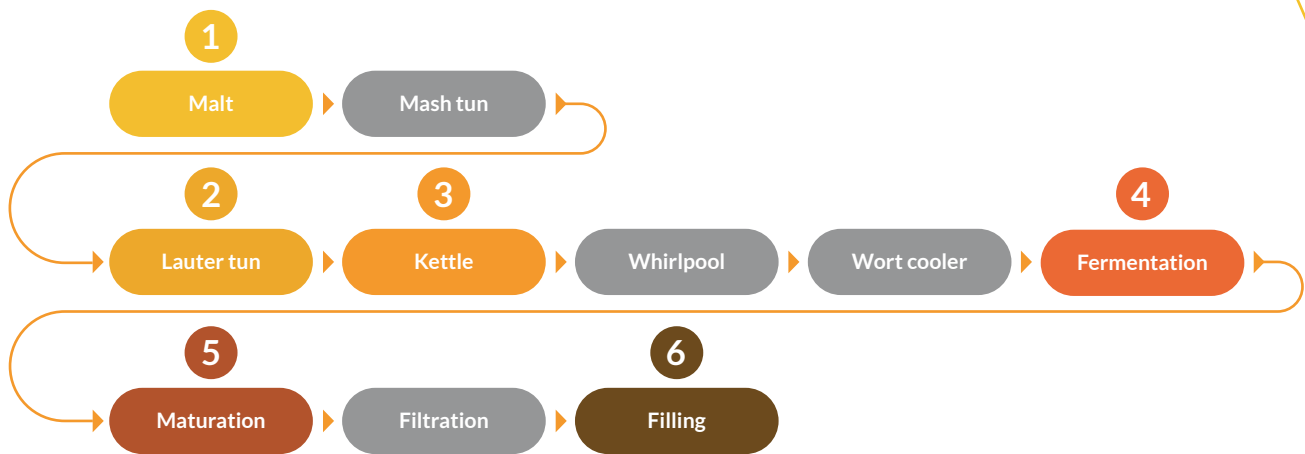 1
Malt
Mash tun
2
3
4
Lauter tun
Kettle
Whirlpool
Wort cooler
Fermentation
5
6
Maturation
Filtration
Filling